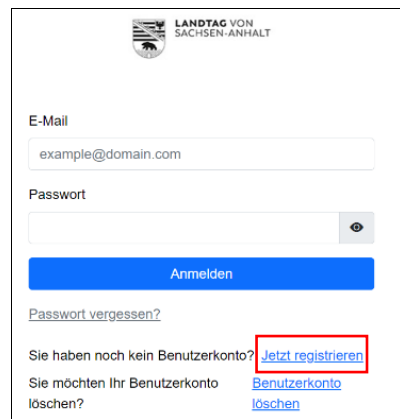 LANDTAG VON
SACHSEN-ANHALT
E-Mail
example@domain.com
Passwort
Anmelden
Passwort vergessen?
Sie haben noch kein Benutzerkonto? Jetzt registrieren
Sie möchten Ihr Benutzerkonto löschen?
Benutzerkonto löschen